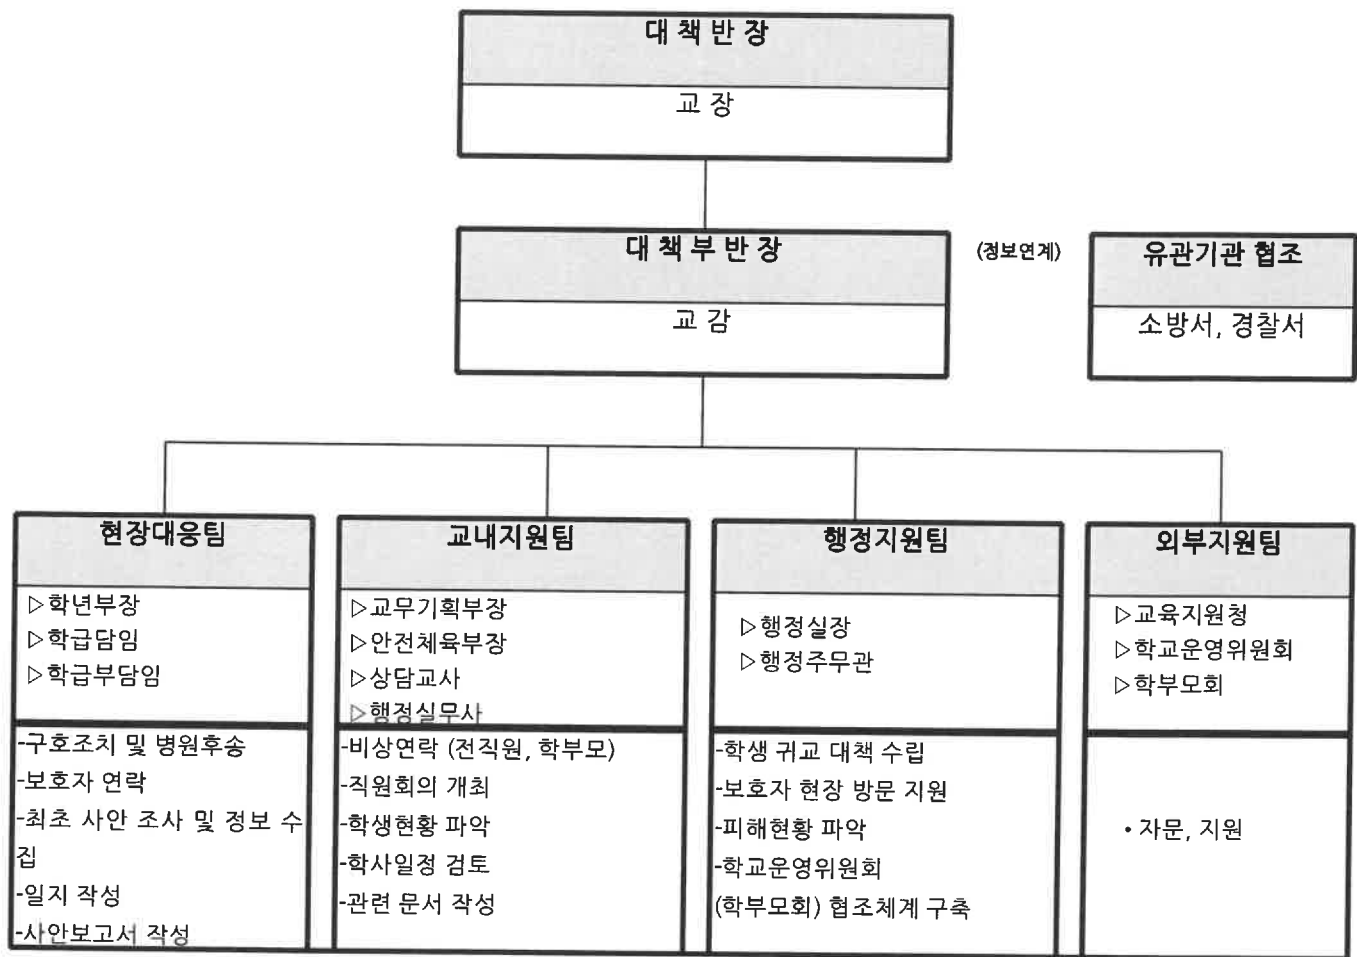 대 책 반 장
교 장
대 책 부 반 장
교 감
(정보연계)
유관기관 협조
소방서, 경찰서
현장대응팀
▷학년부장
▷학급담임
▷학급부담임
-구호조치 및 병원후송
-보호자 연락
-최초 사안 조사 및 정보 수
집
-일지 작성
-사안보고서 작성
교내지원팀
▷교무기획부장
▷안전체육부장
▷상담교사
▷행정실무사
-비상연락 (전직원, 학부모)
-직원회의 개최
-학생현황 파악
-학사일정 검토
-관련 문서 작성
행정지원팀
▷행정실장
▷행정주무관
-학생 귀교 대책 수립
-보호자 현장 방문 지원
-피해현황 파악
-학교운영위원회
(학부모회) 협조체계 구축
외부지원팀
▷교육지원청
▷학교운영위원회
▷학부모회
• 자문, 지원